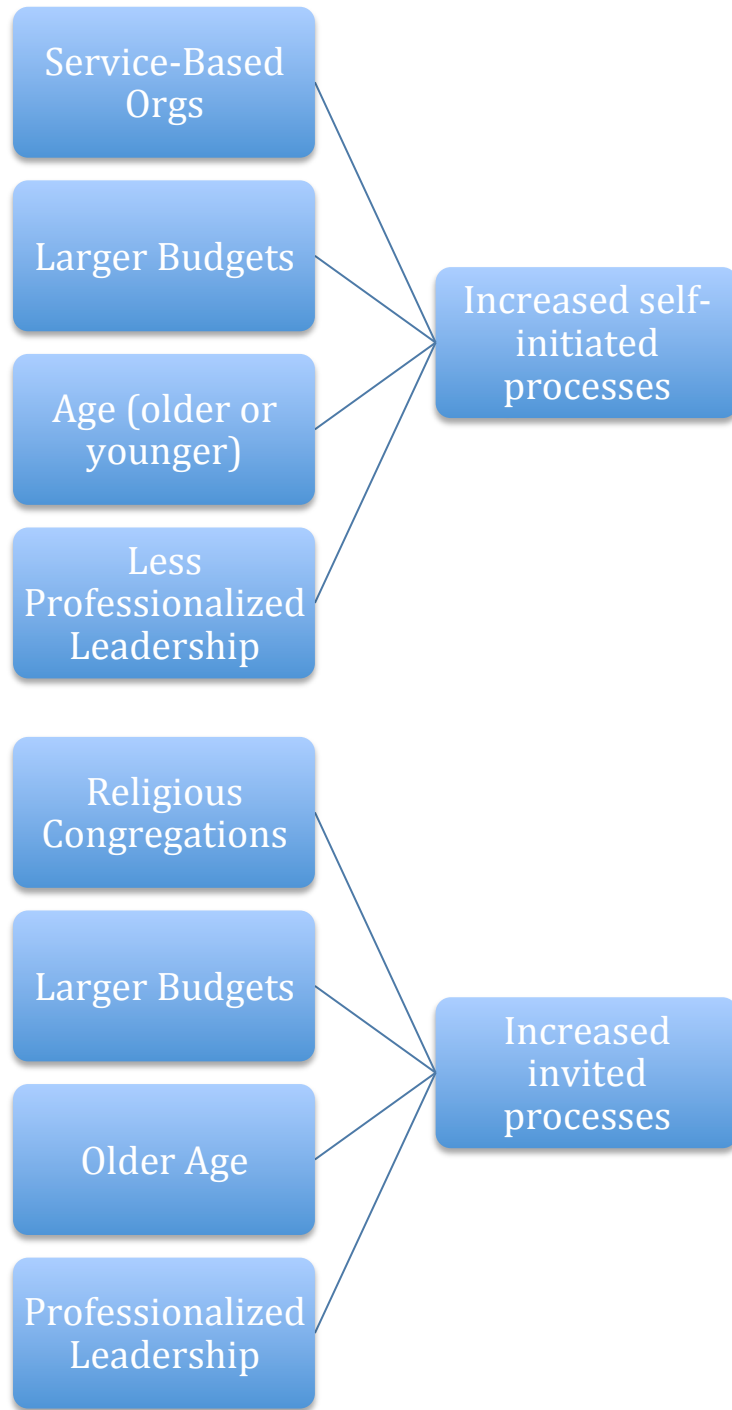 Service-Based
Orgs
Larger Budgets
Age (older or
younger)
Less
Professionalized
Leadership
Increased self-
initiated
processes
Religious
Congregations
Larger Budgets
Older Age
Professionalized
Leadership
Increased
invited
processes